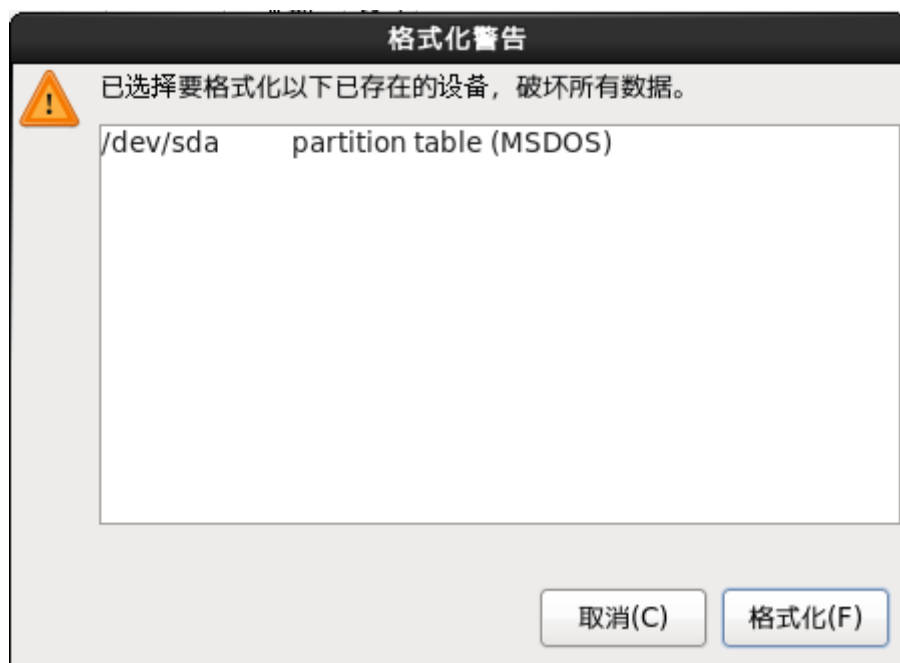 格式化警告
已选择要格式化以下已存在的设备，破坏所有数据。
/dev/sda partition table (MSDOS)
取消(C) 格式化(F)